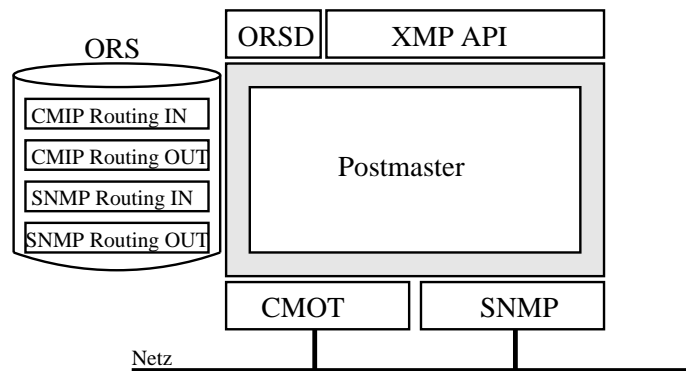 ORS
ORSD
XMP API
CMIP Routing IN
CMIP Routing OUT
SNMP Routing IN
SNMP Routing OUT
Postmaster
CMOT
SNMP
Netz